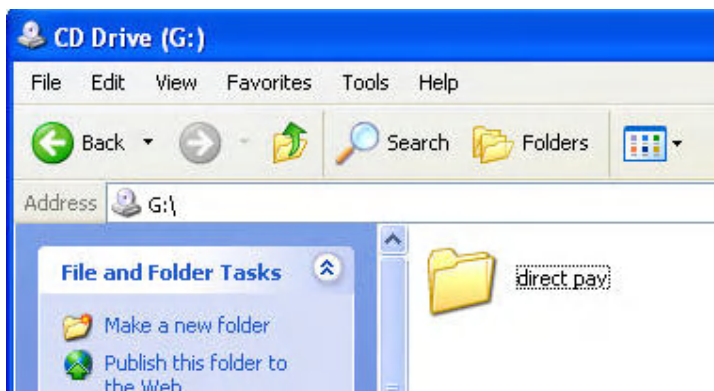 CD Drive (G:)
File Edit View Favorites Tools Help
Back Search Folders
Address G:\
File and Folder Tasks
direct pay
Make a new folder
Publish this folder to
the Web